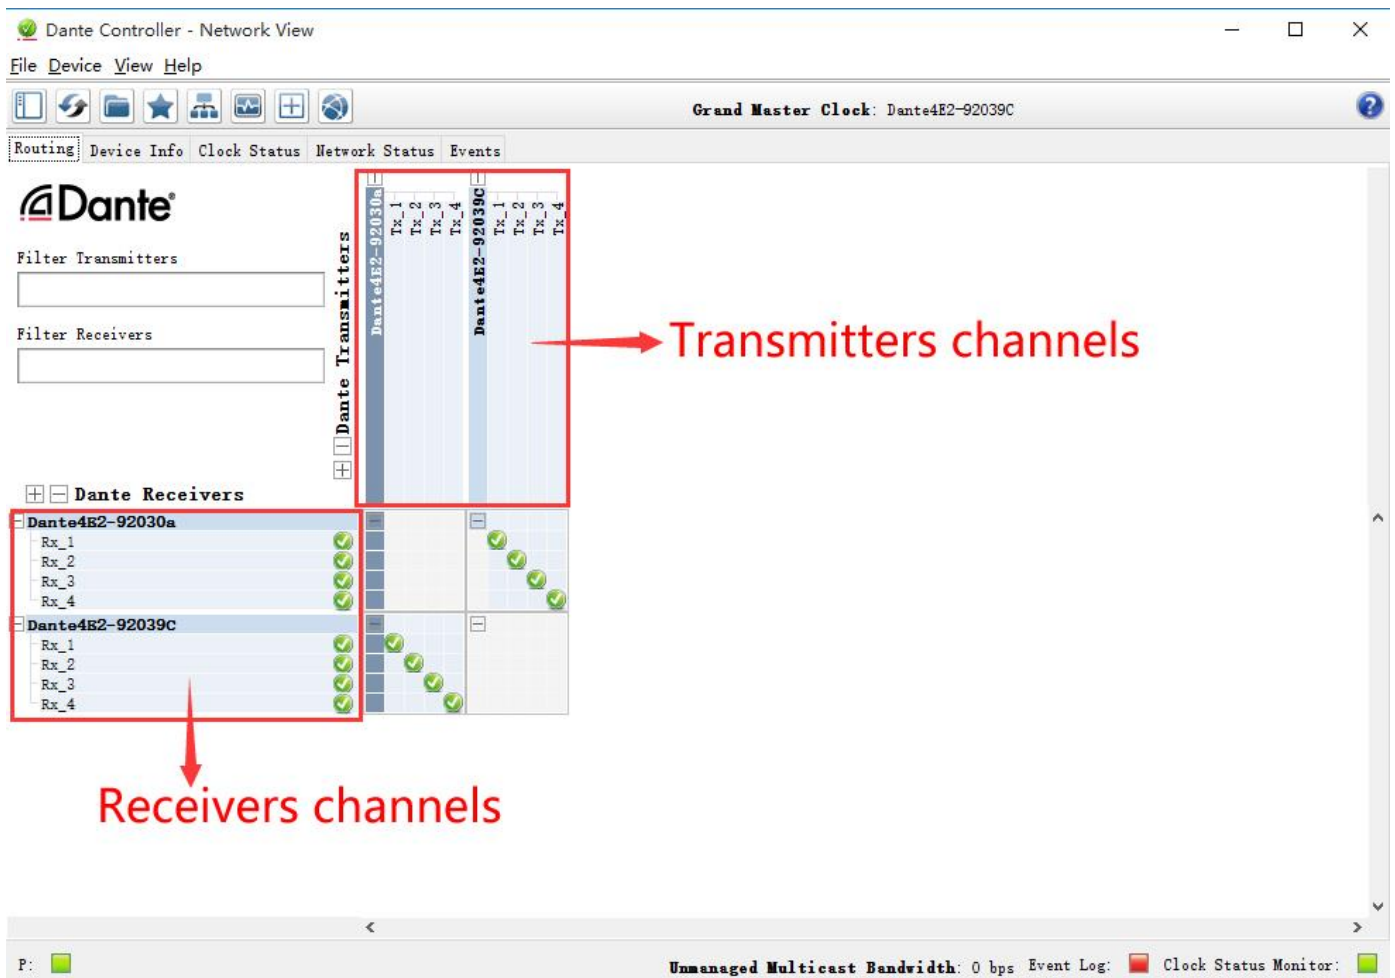 Dante Controller - Network View
File Device View Help
Grand Master Clock: Dante4E2-92039C
Routing Device Info Clock Status Network Status Events
Dante
Filter Transmitters
Filter Receivers
Dante Transmitters
Dante4E2-92030a
Tx_1
Tx_2
Tx_3
Tx_4
Dante4E2-92039C
Tx_1
Tx_2
Tx_3
Tx_4
Transmitters channels
Dante Receivers
Dante4E2-92030a
Rx_1
Rx_2
Rx_3
Rx_4
Dante4E2-92039C
Rx_1
Rx_2
Rx_3
Rx_4
Receivers channels
P: Unmanaged Multicast Bandwidth: 0 bps Event Log: Clock Status Monitor: